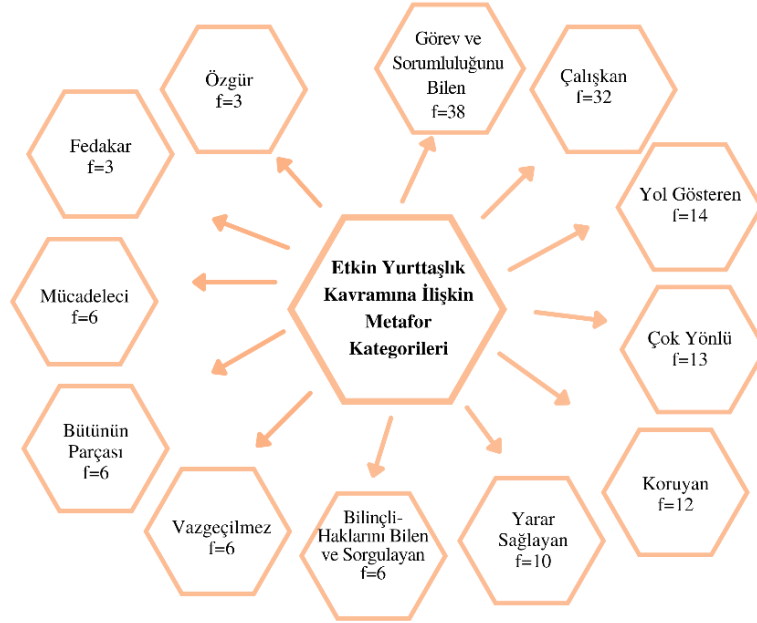 Etkin Yurttaşlık
Kavramına İlişkin
Metafor
Kategorileri
Görev ve
Sorumluluğunu
Bilen
f=38
Çalışkan
f=32
Yol Gösteren
f=14
Çok Yönlü
f=13
Koruyan
f=12
Yarar
Sağlayan
f=10
Bilinçli-
Haklarını Bilen
ve Sorgulayan
f=6
Vazgeçilmez
f=6
Bütünün
Parçası
f=6
Mücadeleci
f=6
Fedakar
f=3
Özgür
f=3